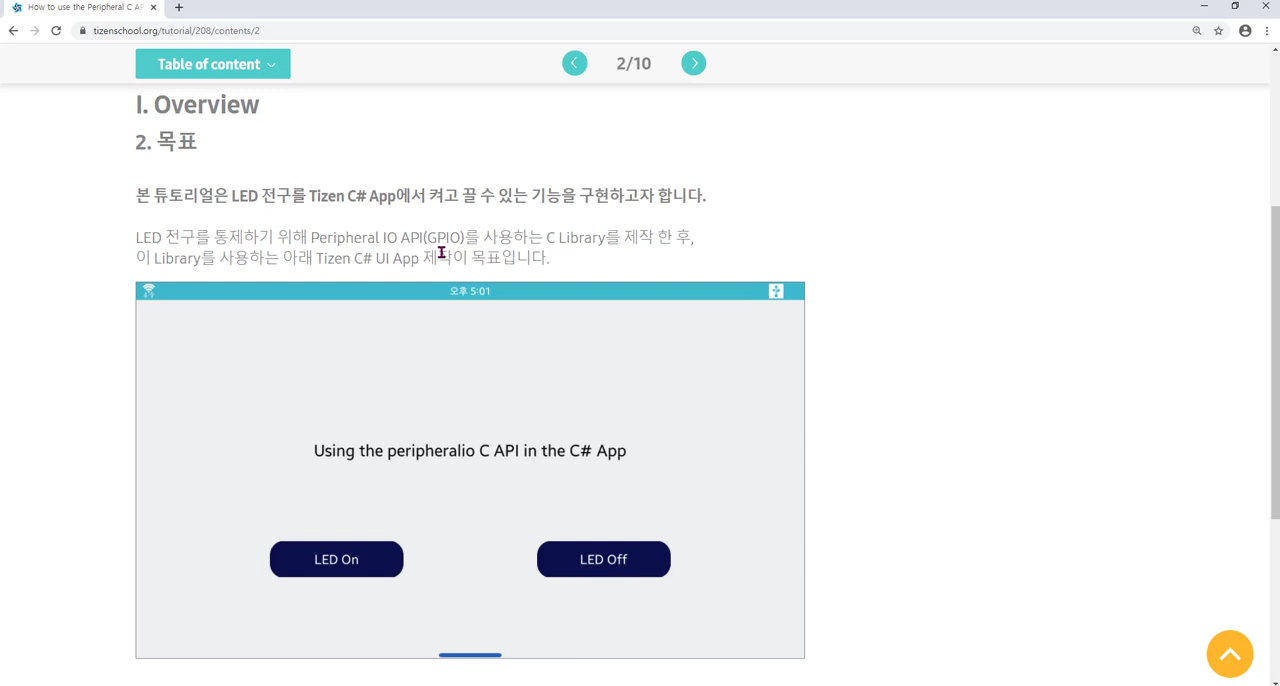 How to use the Peripheral C AP
tizenschool.org/tutorial/208/contents/2
Table of content
2/10
I. Overview
2. 목표
본 튜토리얼은 LED 전구를 Tizen C# App에서 켜고 끌 수 있는 기능을 구현하고자 합니다.
LED 전구를 통제하기 위해 Peripheral IO API(GPIO)를 사용하는 C Library를 제작 한 후,
이 Library를 사용하는 아래 Tizen C# UI App 제작이 목표입니다.
오후 5:01
Using the peripheralio C API in the C# App
LED On
LED Off